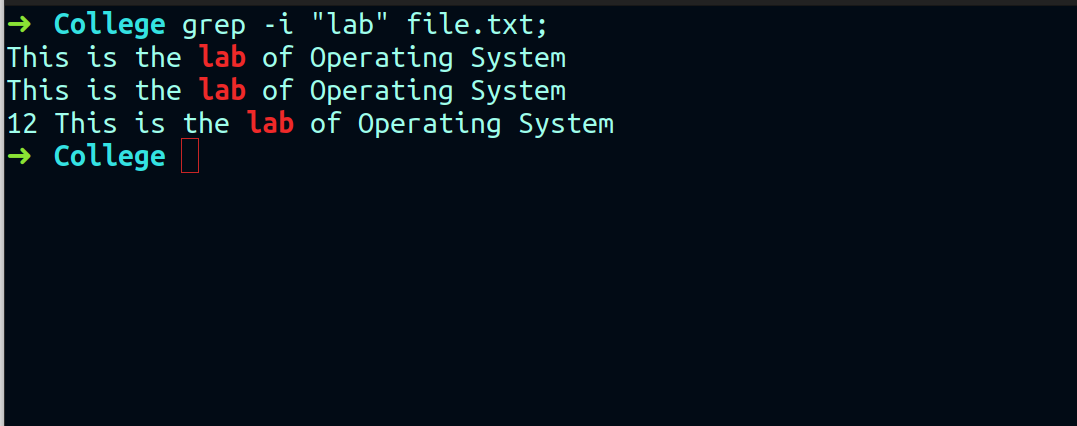 ➜ College grep -i "lab" file.txt;
This is the lab of Operating System
This is the lab of Operating System
12 This is the lab of Operating System
➜ College